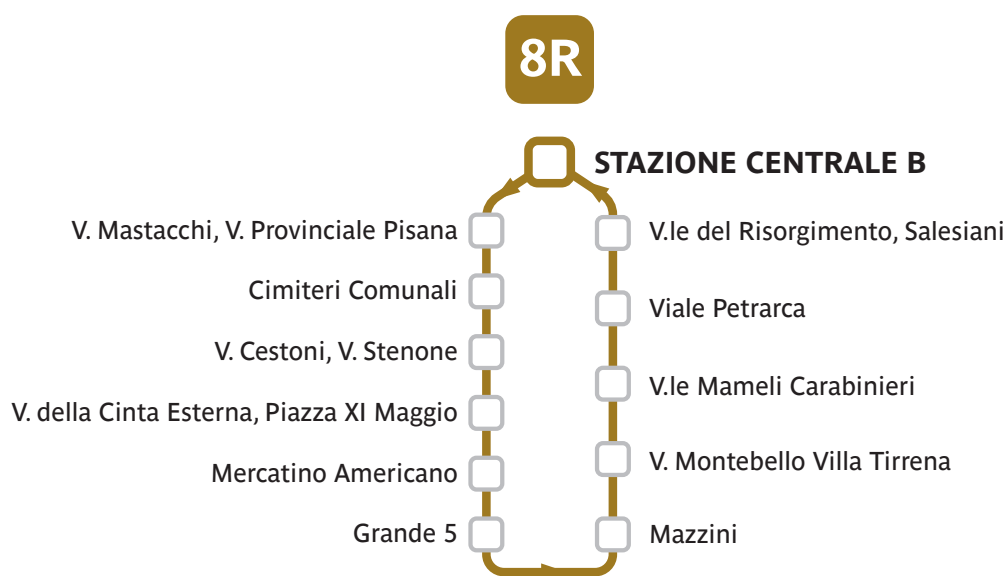 8R
STAZIONE CENTRALE B
V. Mastacchi, V. Provinciale Pisana
Cimiteri Comunali
V. Cestoni, V. Stenone
V. della Cinta Esterna, Piazza XI Maggio
Mercatino Americano
Grande 5
V.le del Risorgimento, Salesiani
Viale Petrarca
V.le Mameli Carabinieri
V. Montebello Villa Tirrena
Mazzini